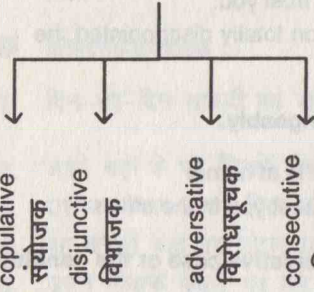 copulative
संयोजक
disjunctive
विभाजक
adversative
विरोधसूचक
consecutive